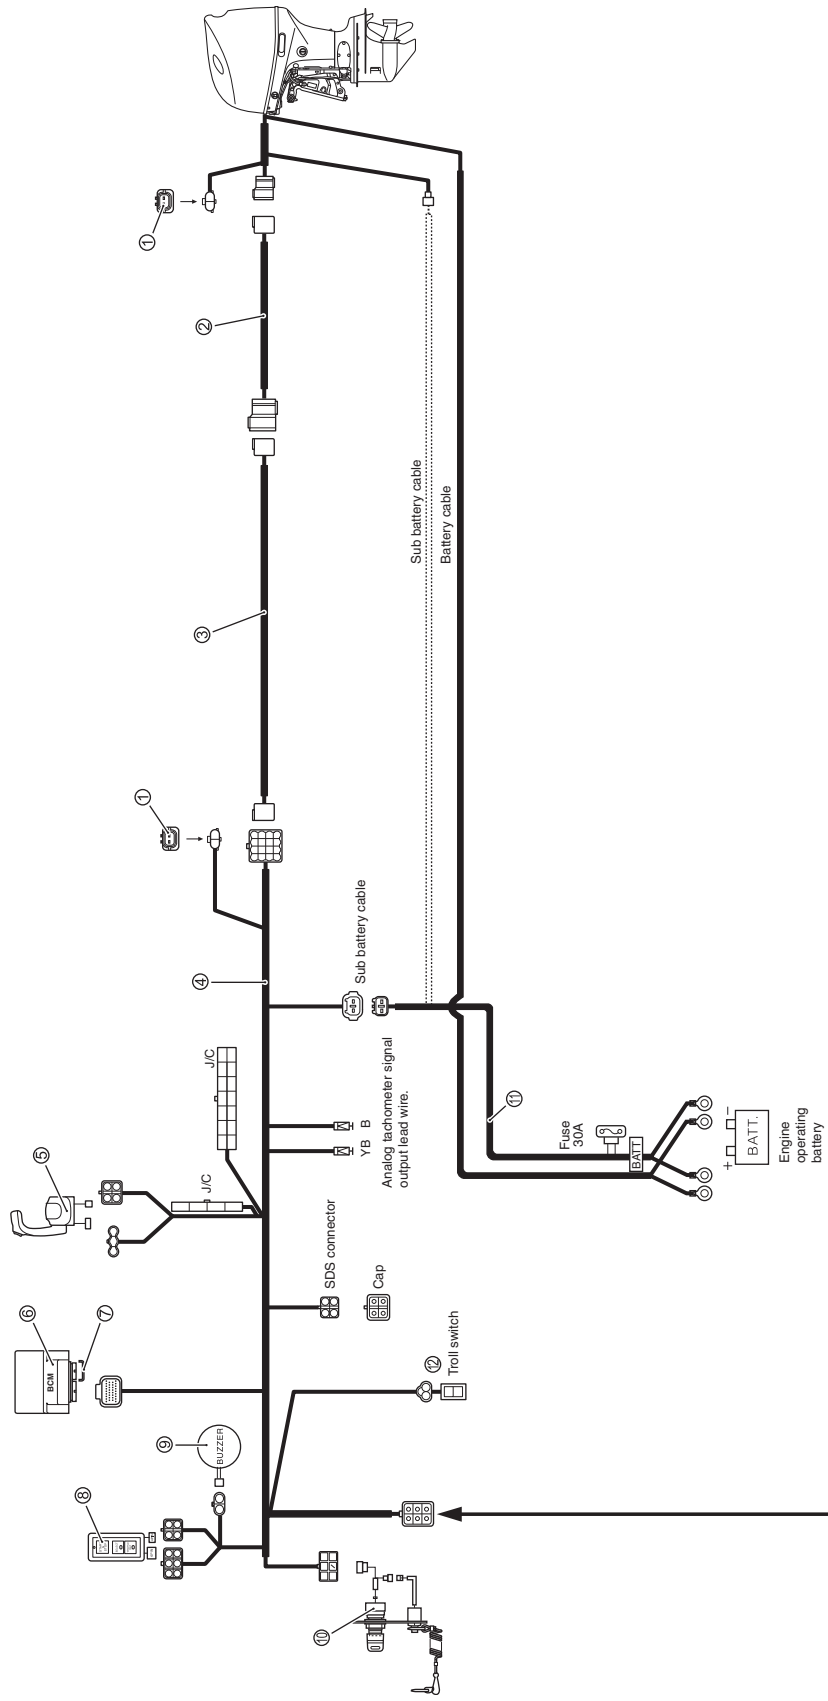 ①
②
Sub battery cable
Battery cable
③
①
④
Sub battery cable
J/C
J/C
B
YB
Analog tachometer signal
output lead wire.
⑪
Fuse
30A
BATT
+
−
BATT.
Engine
operating
battery
⑤
SDS connector
Cap
⑥
BCM
⑦
⑫
Troll switch
⑨
BUZZER
⑧
⑩